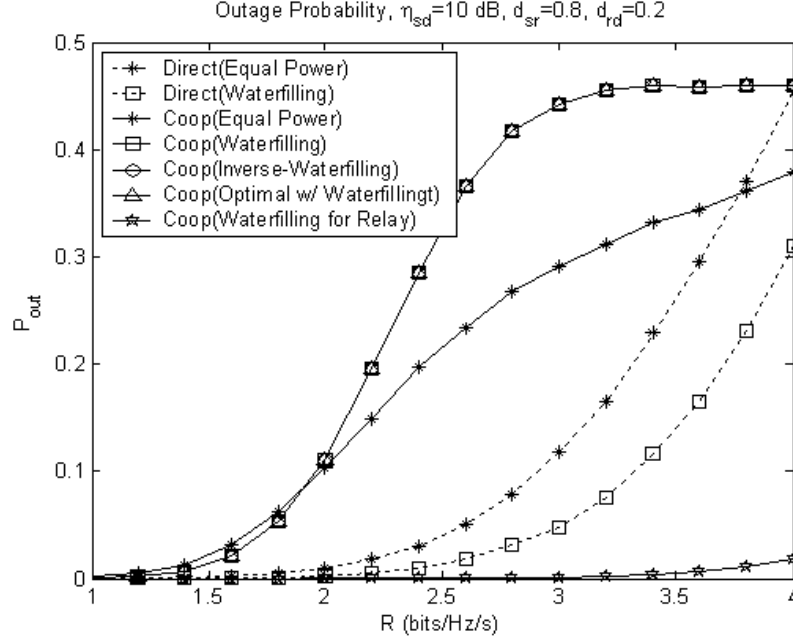 Outage Probability, η_sd=10 dB, d_sr=0.8, d_rd=0.2
0.5
Direct(Equal Power)
Direct(Waterfilling)
Coop(Equal Power)
Coop(Waterfilling)
Coop(Inverse-Waterfilling)
Coop(Optimal w/ Waterfillingt)
Coop(Waterfilling for Relay)
0.4
0.3
0.2
0.1
0
P_out
1
1.5
2
2.5
3
3.5
4
R (bits/Hz/s)